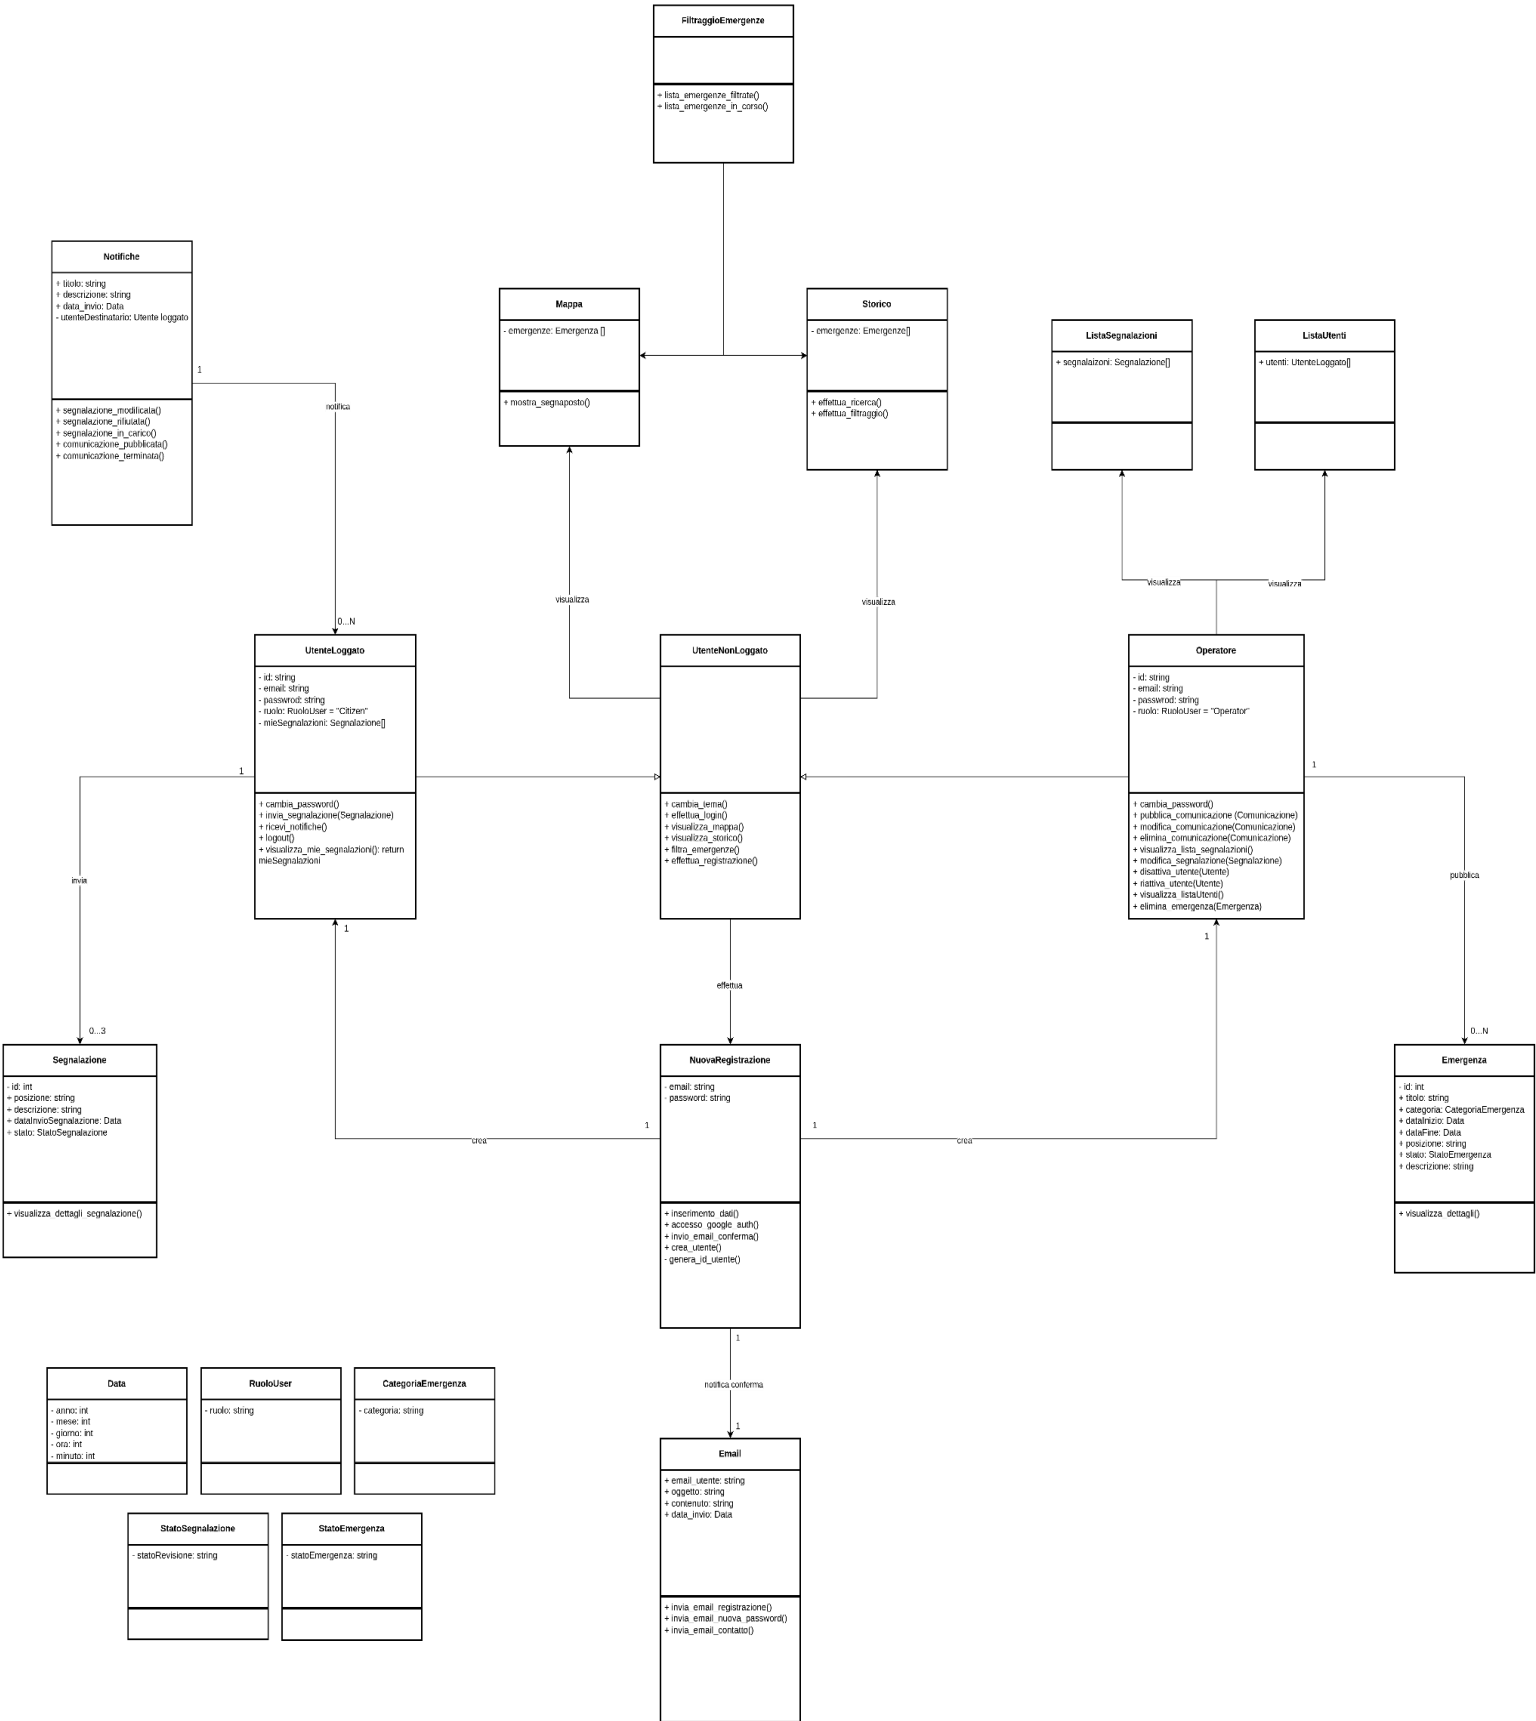 FiltraggioEmergenze
+ lista_emergenze_filtrate()
+ lista_emergenze_in_corso()
Notifiche
+ titolo: string
+ descrizione: string
+ data_invio: Data
- utenteDestinatario: Utente loggato
+ segnalazione_modificata()
+ segnalazione_rifiutata()
+ segnalazione_in_carico()
+ comunicazione_pubblicata()
+ comunicazione_terminata()
1
notifica
0...N
Mappa
- emergenze: Emergenza []
+ mostra_segnaposto()
Storico
- emergenze: Emergenze[]
+ effettua_ricerca()
+ effettua_filtraggio()
ListaSegnalazioni
+ segnalaizoni: Segnalazione[]
ListaUtenti
+ utenti: UtenteLoggato[]
visualizza
visualizza
visualizza
visualizza
UtenteLoggato
- id: string
- email: string
- passwrod: string
- ruolo: RuoloUser = "Citizen"
- mieSegnalazioni: Segnalazione[]
+ cambia_password()
+ invia_segnalazione(Segnalazione)
+ ricevi_notifiche()
+ logout()
+ visualizza_mie_segnalazioni(): return
mieSegnalazioni
UtenteNonLoggato
+ cambia_tema()
+ effettua_login()
+ visualizza_mappa()
+ visualizza_storico()
+ filtra_emergenze()
+ effettua_registrazione()
Operatore
- id: string
- email: string
- passwrod: string
- ruolo: RuoloUser = "Operator"
+ cambia_password()
+ pubblica_comunicazione (Comunicazione)
+ modifica_comunicazione(Comunicazione)
+ elimina_comunicazione(Comunicazione)
+ visualizza_lista_segnalazioni()
+ modifica_segnalazione(Segnalazione)
+ disattiva_utente(Utente)
+ riattiva_utente(Utente)
+ visualizza_listaUtenti()
+ elimina_emergenza(Emergenza)
1
invia
0...3
1
pubblica
0...N
1
effettua
1
Segnalazione
- id: int
+ posizione: string
+ descrizione: string
+ dataInvioSegnalazione: Data
+ stato: StatoSegnalazione
+ visualizza_dettagli_segnalazione()
NuovaRegistrazione
- email: string
- password: string
+ inserimento_dati()
+ accesso_google_auth()
+ invio_email_conferma()
+ crea_utente()
- genera_id_utente()
Emergenza
- id: int
+ titolo: string
+ categoria: CategoriaEmergenza
+ dataInizio: Data
+ dataFine: Data
+ posizione: string
+ stato: StatoEmergenza
+ descrizione: string
+ visualizza_dettagli()
1
crea
1
crea
1
notifica conferma
1
Data
- anno: int
- mese: int
- giorno: int
- ora: int
- minuto: int
RuoloUser
- ruolo: string
CategoriaEmergenza
- categoria: string
StatoSegnalazione
- statoRevisione: string
StatoEmergenza
- statoEmergenza: string
Email
+ email_utente: string
+ oggetto: string
+ contenuto: string
+ data_invio: Data
+ invia_email_registrazione()
+ invia_email_nuova_password()
+ invia_email_contatto()